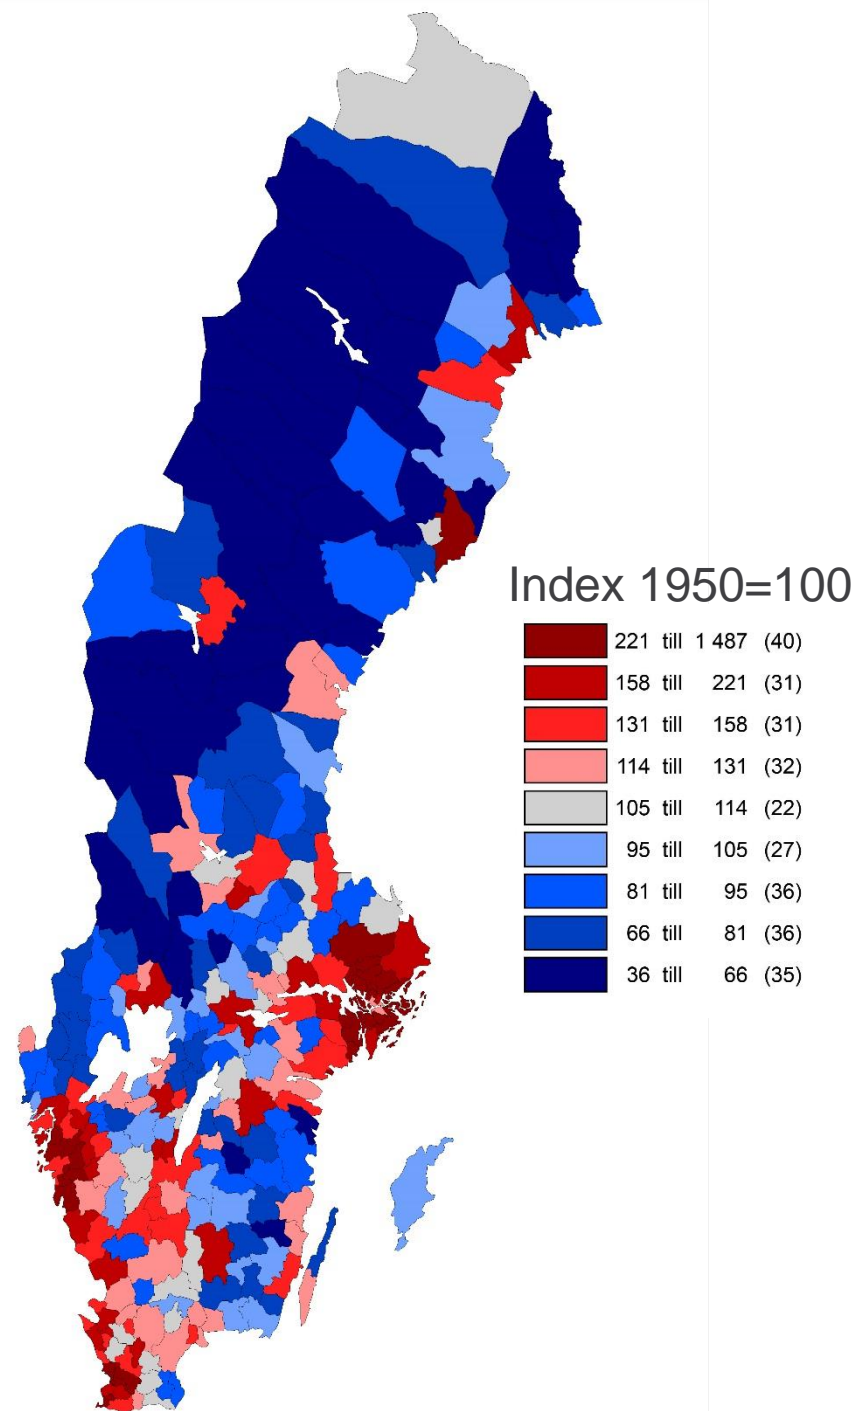 Index 1950=100
221 till 1 487 (40)
158 till 221 (31)
131 till 158 (31)
114 till 131 (32)
105 till 114 (22)
95 till 105 (27)
81 till 95 (36)
66 till 81 (36)
36 till 66 (35)